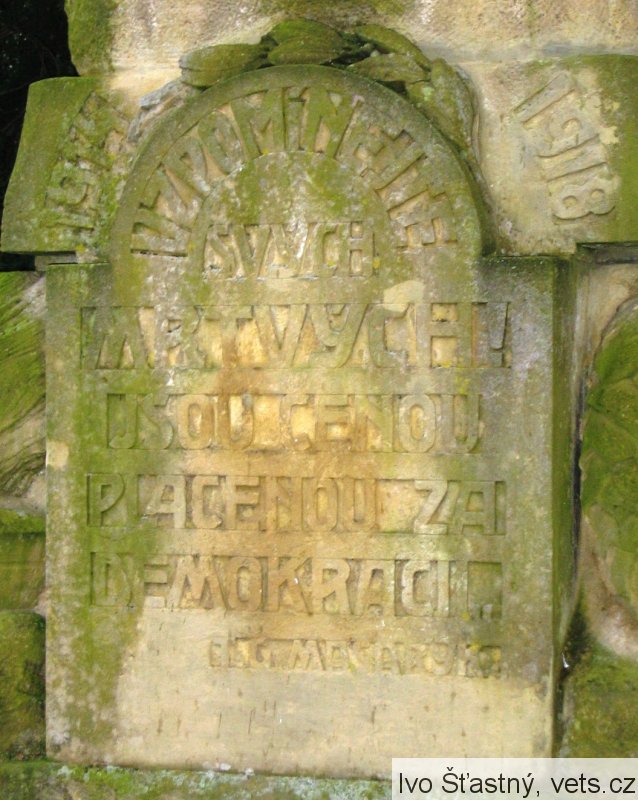 1914
1918
VZPOMÍNEJTE
SVÝCH
MRTVÝCH!
JSOU CENOU
PLACENOU ZA
DEMOKRACII.
Ivo Šťastný, vets.cz